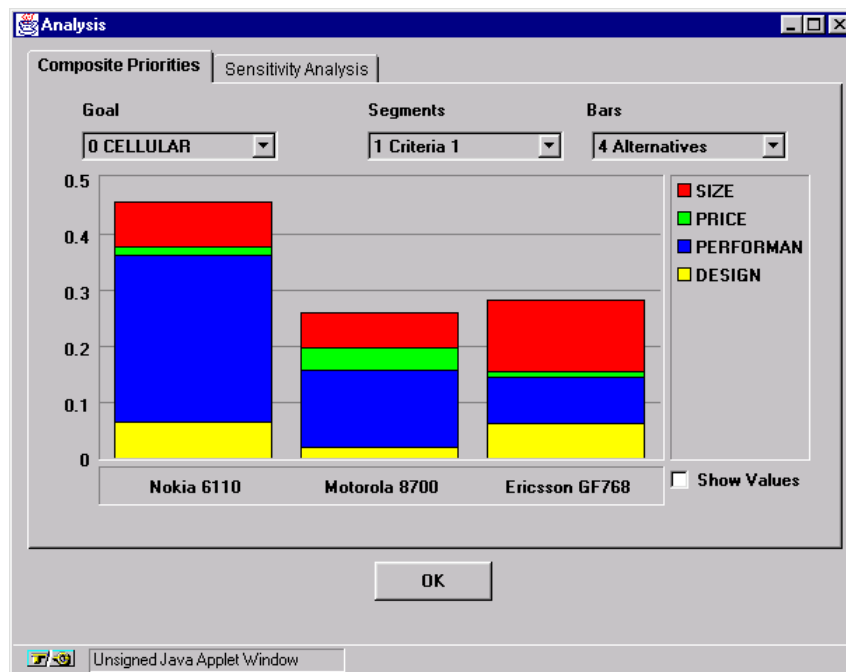 Analysis
Composite Priorities Sensitivity Analysis
Goal Segments Bars
0 CELLULAR 1 Criteria 1 4 Alternatives
0.5
0.4
0.3
0.2
0.1
0
SIZE
PRICE
PERFORMAN
DESIGN
Nokia 6110 Motorola 8700 Ericsson GF768
Show Values
OK
Unsigned Java Applet Window